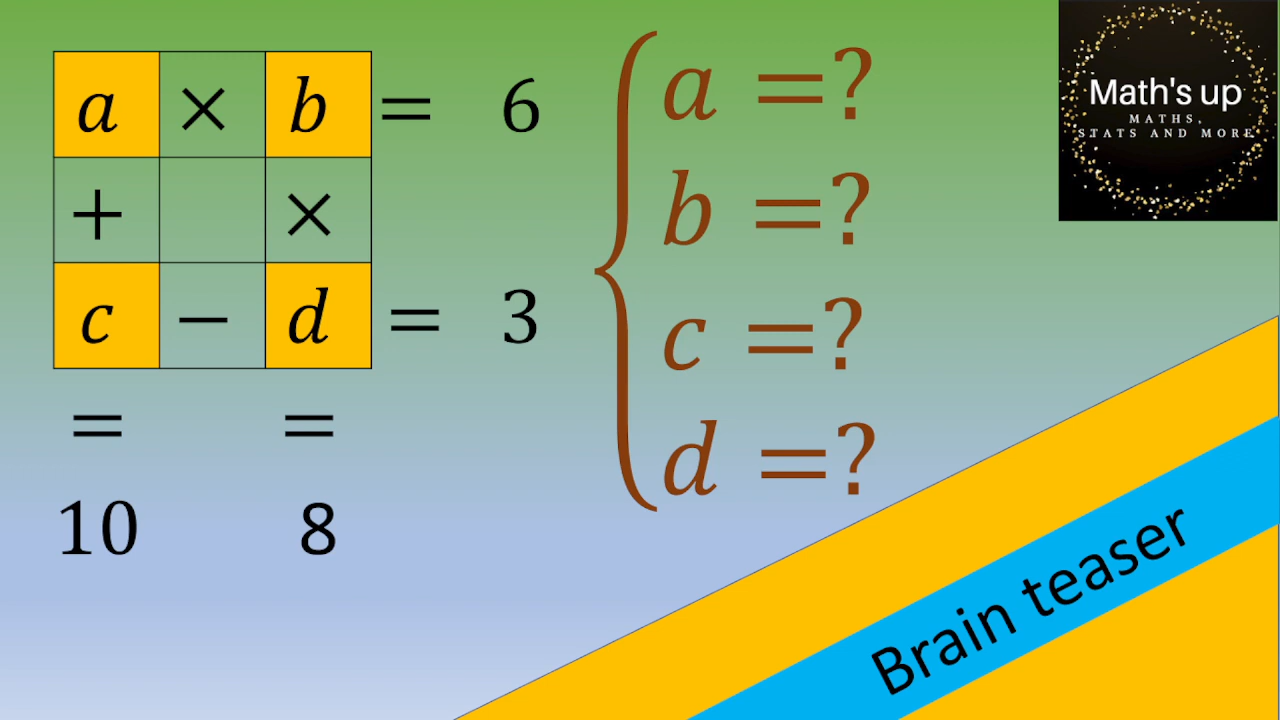 a × b = 6
+ ×
c − d = 3
= =
10 8
a =?
b =?
c =?
d =?
Math's up
MATHS,
STATS AND MORE
Brain teaser